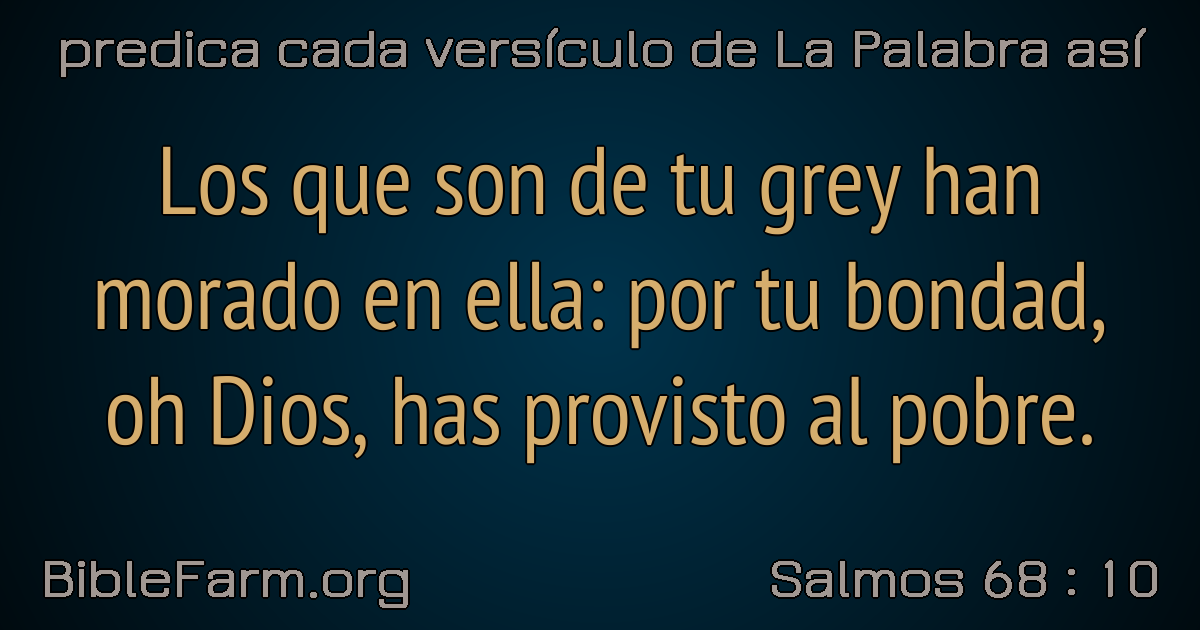 predica cada versículo de La Palabra así
Los que son de tu grey han
morado en ella: por tu bondad,
oh Dios, has provisto al pobre.
BibleFarm.org
Salmos 68 : 10